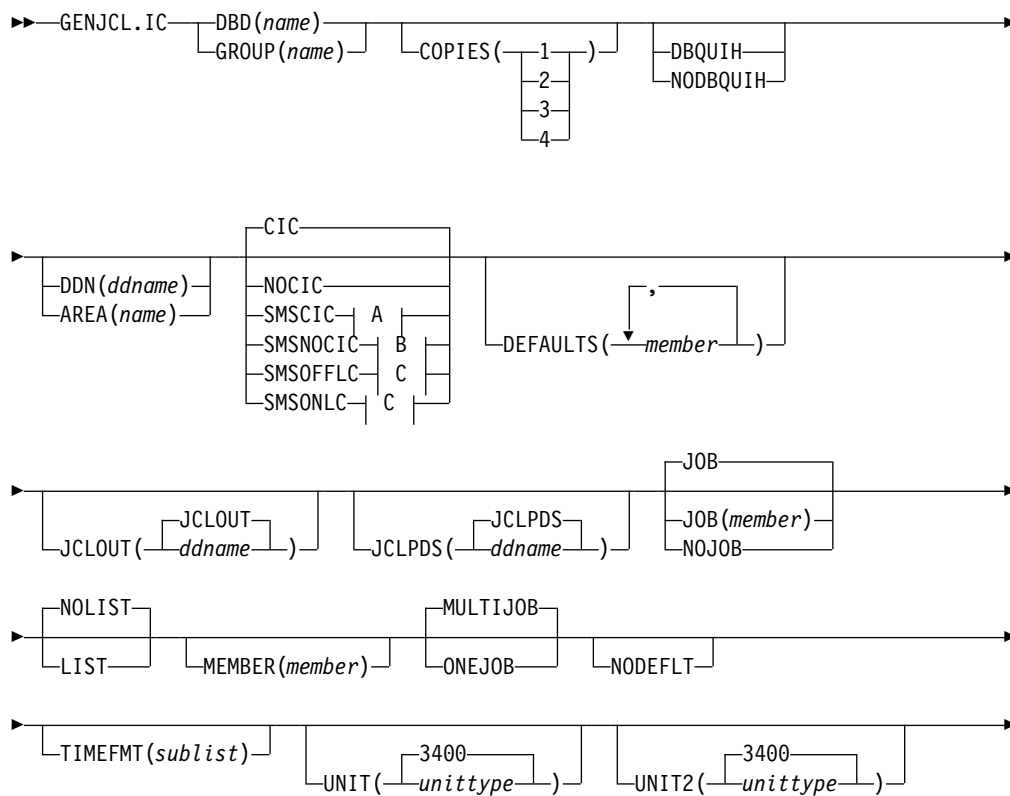 GENJCL.IC DBD(name) GROUP(name) COPIES( 1 2 3 4 ) DBQUIH NODBQUIH
DDN(ddname) AREA(name) CIC NOCIC SMSCIC A SMSNOCIC B SMSOFFLC C SMSONLC C DEFAULTS( , member )
JCLOUT( JCLOUT ddname ) JCLPDS( JCLPDS ddname ) JOB JOB(member) NOJOB
NOLIST LIST MEMBER(member) MULTIJOB ONEJOB NODEFLT
TIMEFMT(sublist) UNIT( 3400 unittype ) UNIT2( 3400 unittype )